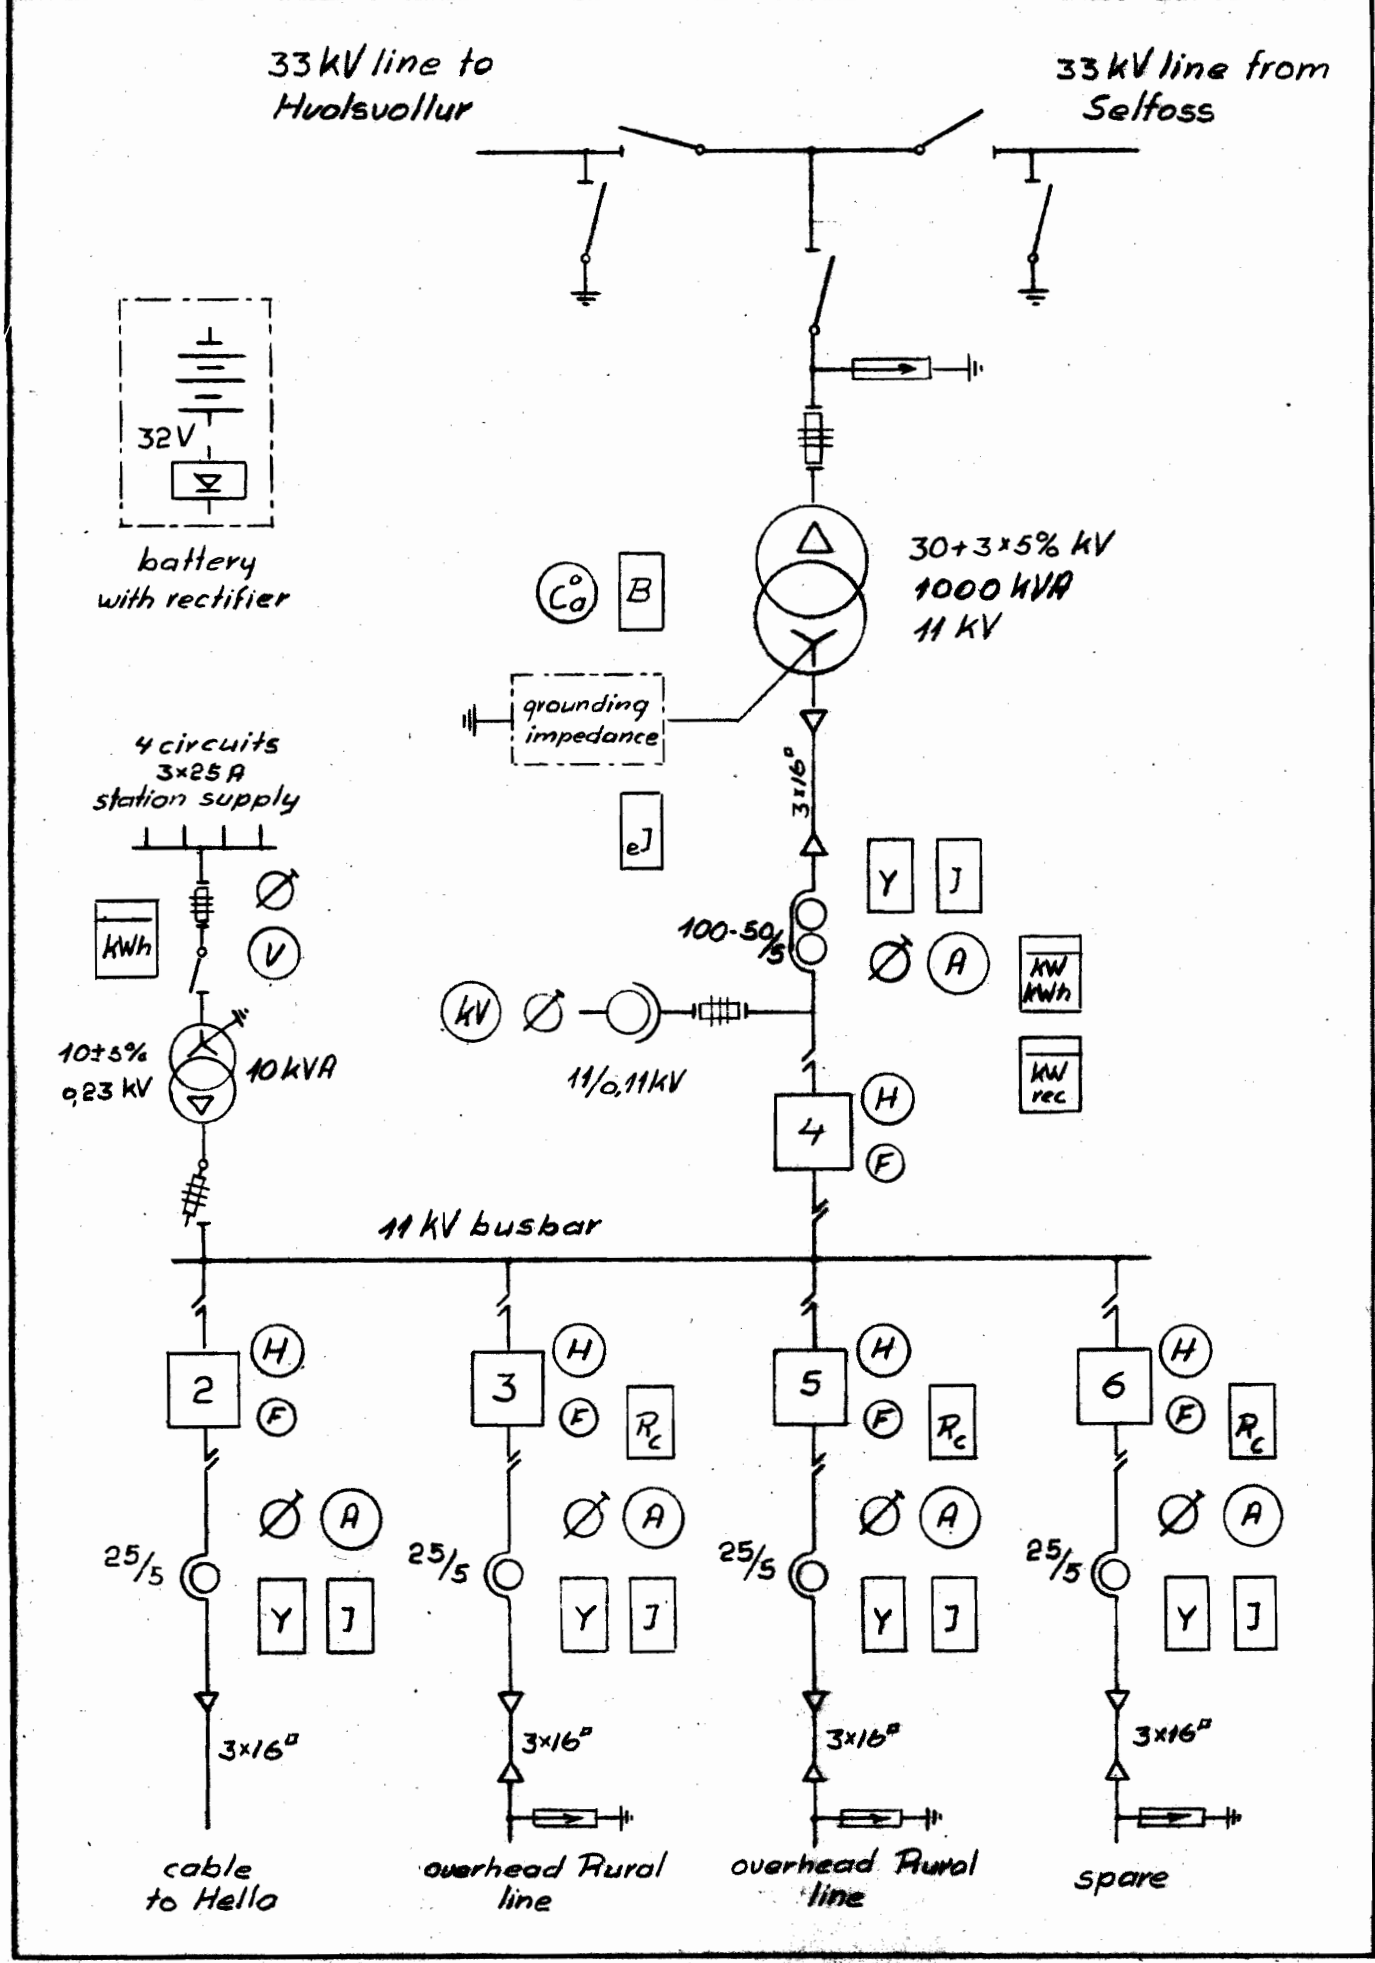 33 kV line to
Hvolsvollur
33 kV line from
Selfoss
32 V
battery
with rectifier
C°a
B
30+3×5% kV
1000 kVA
11 kV
grounding
impedance
3×16□
eJ
4 circuits
3×25 A
station supply
kWh
V
Y
J
100-50/5
A
kW
kWh
kV
11/0,11 kV
kW
rec
10±5%
0,23 kV
10 kVA
4
H
F
11 kV busbar
2
H
F
3
H
F
Rc
5
H
F
Rc
6
H
F
Rc
A
A
A
A
25/5
25/5
25/5
25/5
Y
J
Y
J
Y
J
Y
J
3×16□
3×16□
3×16□
3×16□
cable
to Hella
overhead Rural
line
overhead Rural
line
spare